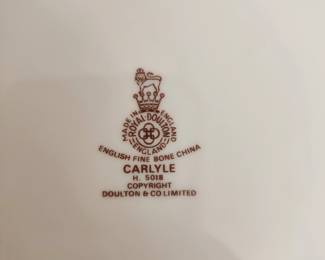 MADE IN ENGLAND
ROYAL·DOULTON
ENGLAND
ENGLISH FINE BONE CHINA
CARLYLE
H. 5018
COPYRIGHT
DOULTON & CO LIMITED